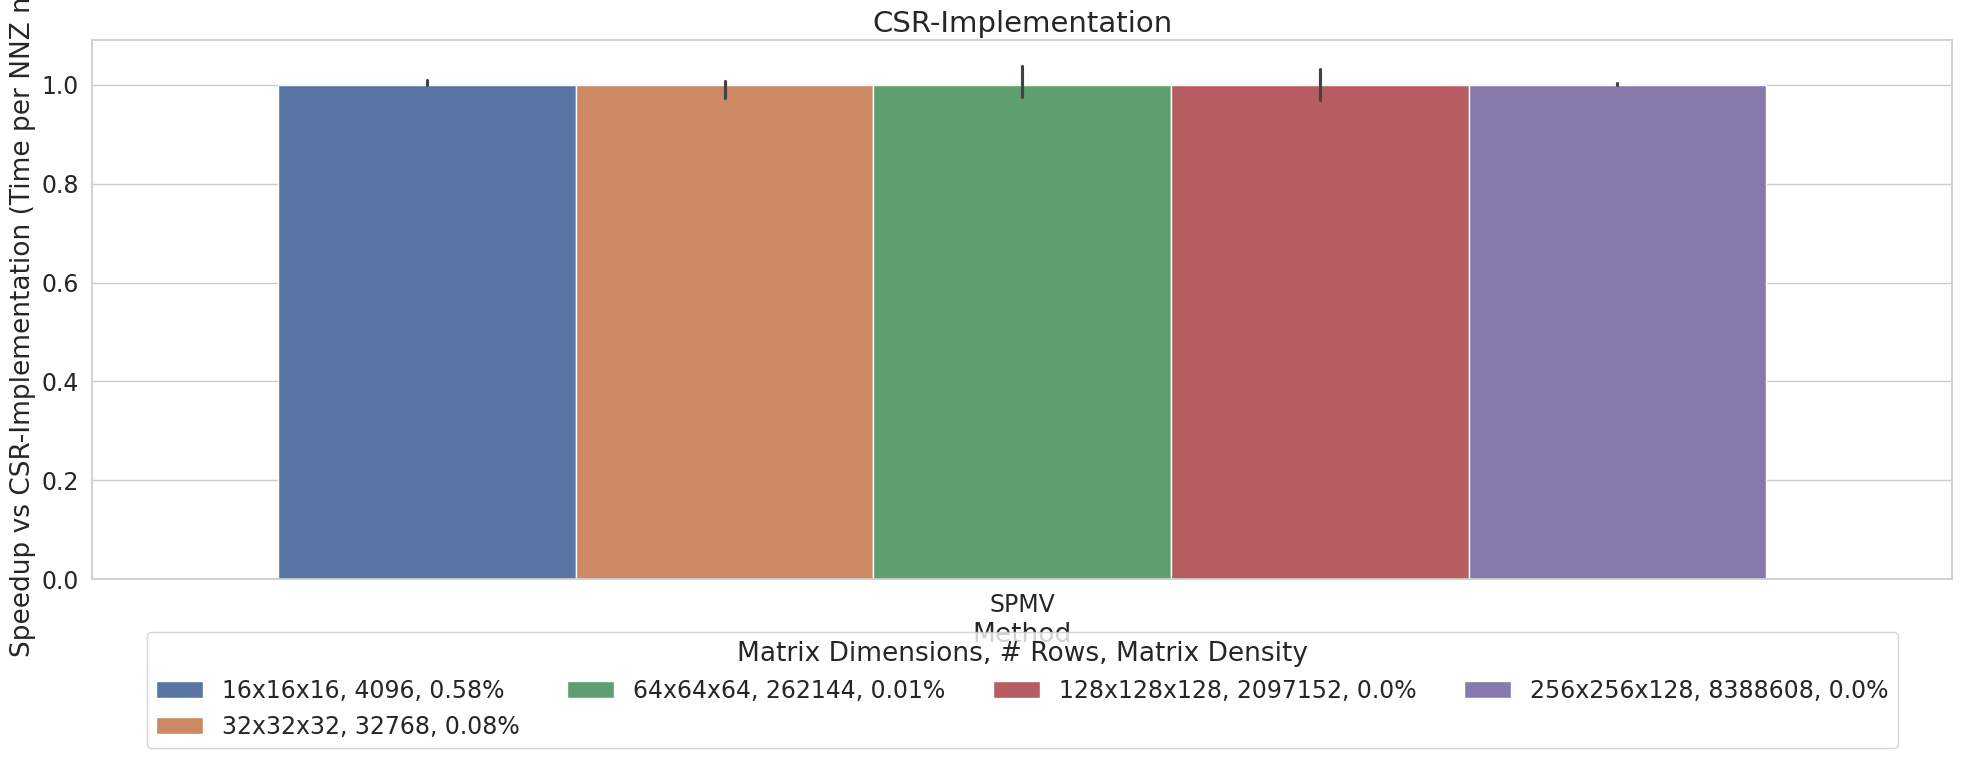 CSR-Implementation
Speedup vs CSR-Implementation (Time per NNZ
1.0
0.8
0.6
0.4
0.2
0.0
SPMV
Method
Matrix Dimensions, # Rows, Matrix Density
16x16x16, 4096, 0.58%
32x32x32, 32768, 0.08%
64x64x64, 262144, 0.01%
128x128x128, 2097152, 0.0%
256x256x128, 8388608, 0.0%